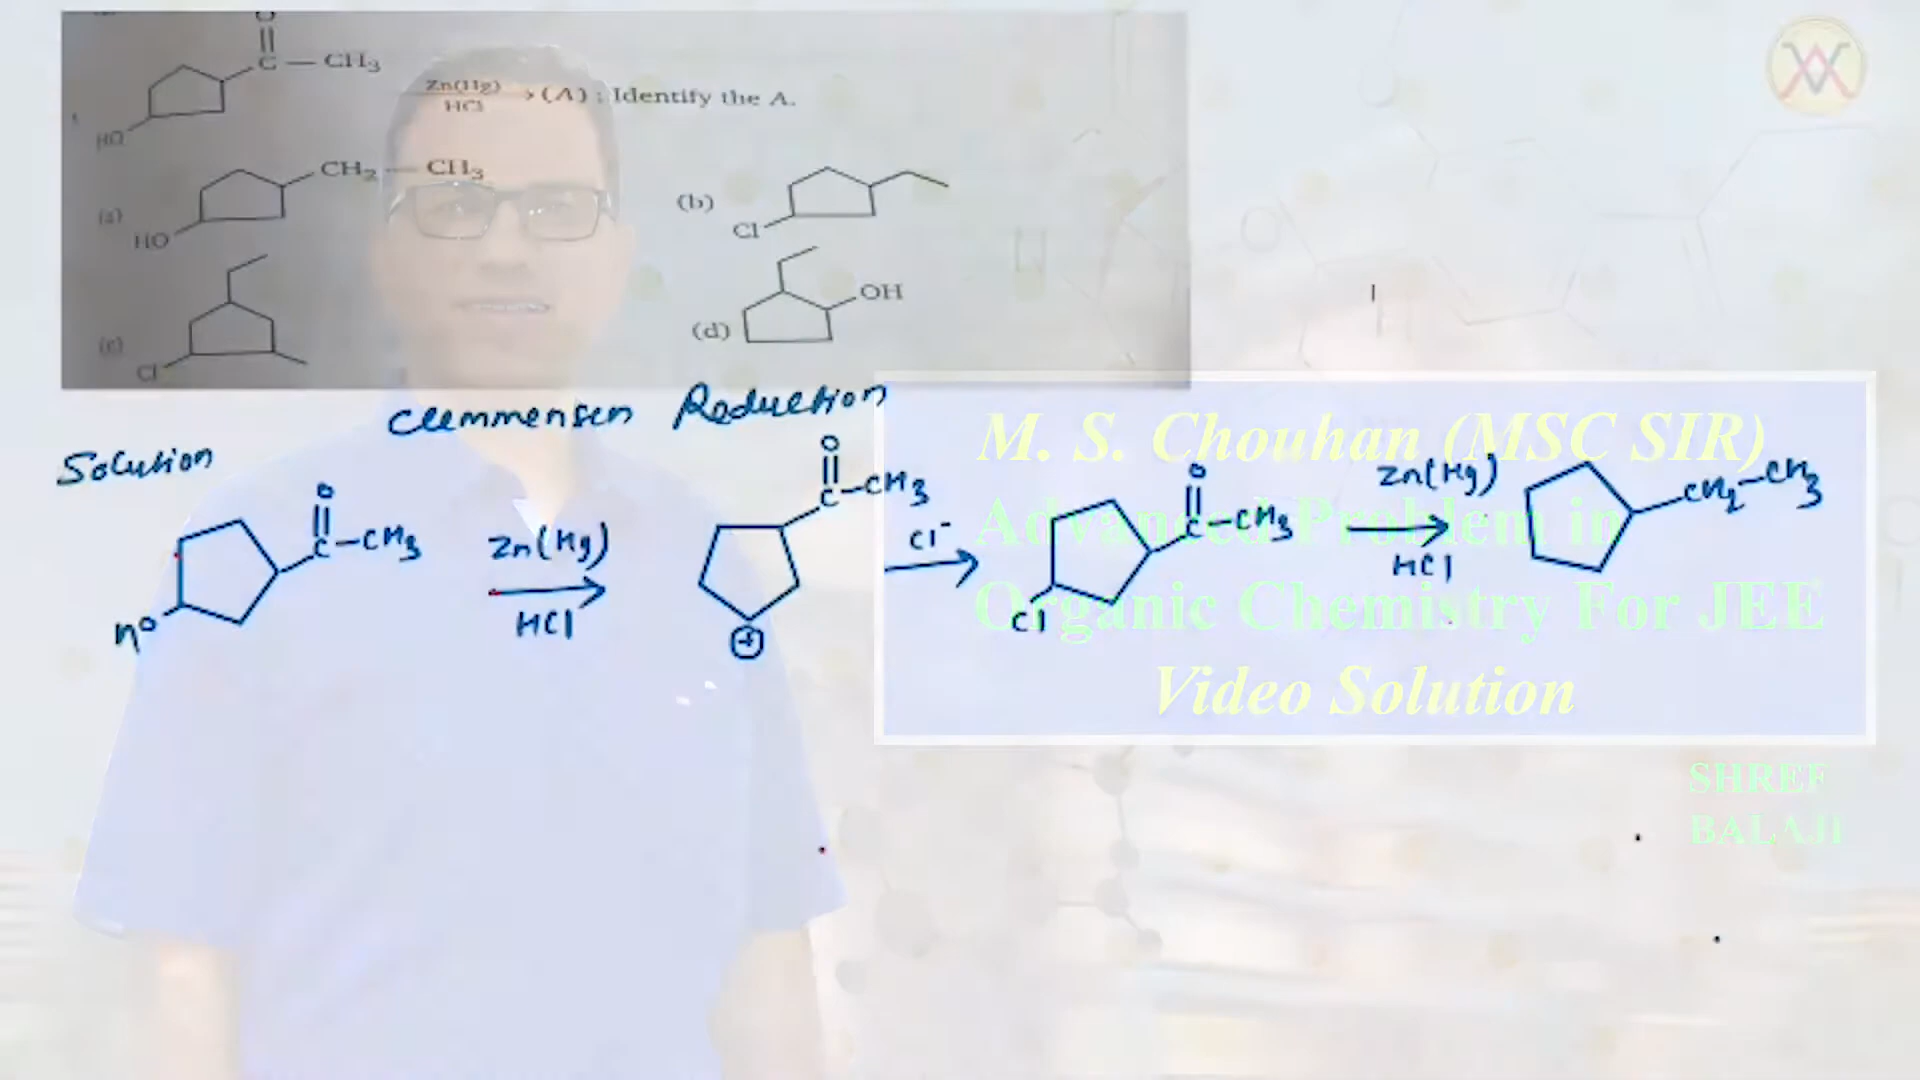 O
C — CH3
Zn(Hg)
HCl
→ (A) ; Identify the A.
HO
(a)
CH2 — CH3
HO
(b)
Cl
(c)
Cl
(d)
OH
Clemmensen Reduction
Solution
O
C-CH3
HO
Zn(Hg)
HCl
O
C-CH3
+
Cl-
O
C-CH3
Cl
Zn(Hg)
HCl
CH2-CH3
M. S. Chouhan (MSC SIR)
Advanced Problem in
Organic Chemistry For JEE
Video Solution
SHREE
BALAJI